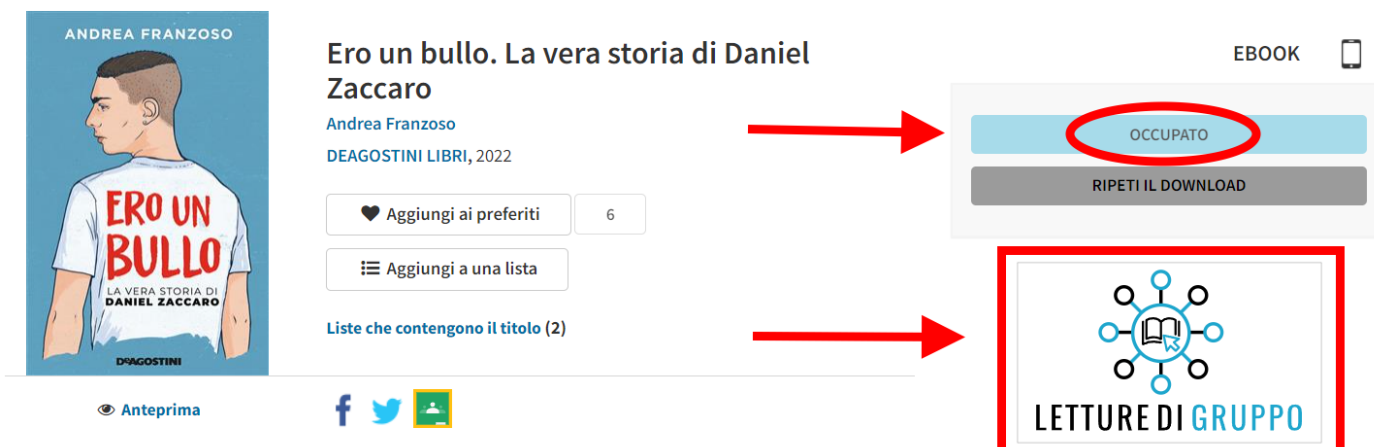 ANDREA FRANZOSO
ERO UN
BULLO
LA VERA STORIA DI
DANIEL ZACCARO
DeAGOSTINI
Anteprima
Ero un bullo. La vera storia di Daniel
Zaccaro
Andrea Franzoso
DEAGOSTINI LIBRI, 2022
Aggiungi ai preferiti 6
Aggiungi a una lista
Liste che contengono il titolo (2)
EBOOK
OCCUPATO
RIPETI IL DOWNLOAD
LETTURE DI GRUPPO